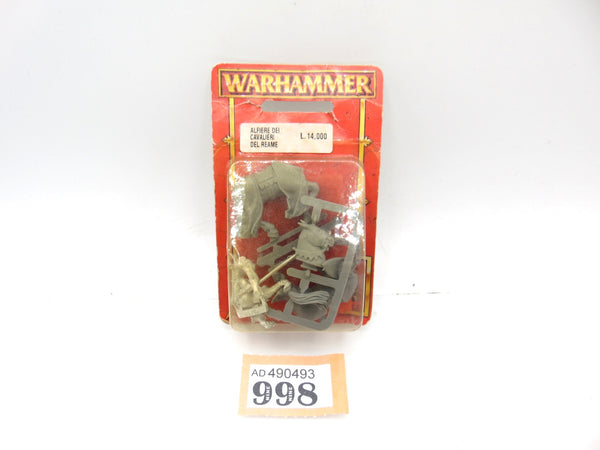 WARHAMMER
ALFIERE DEI
CAVALIERI
DEL REAME
L. 14.000
AD 490493
998